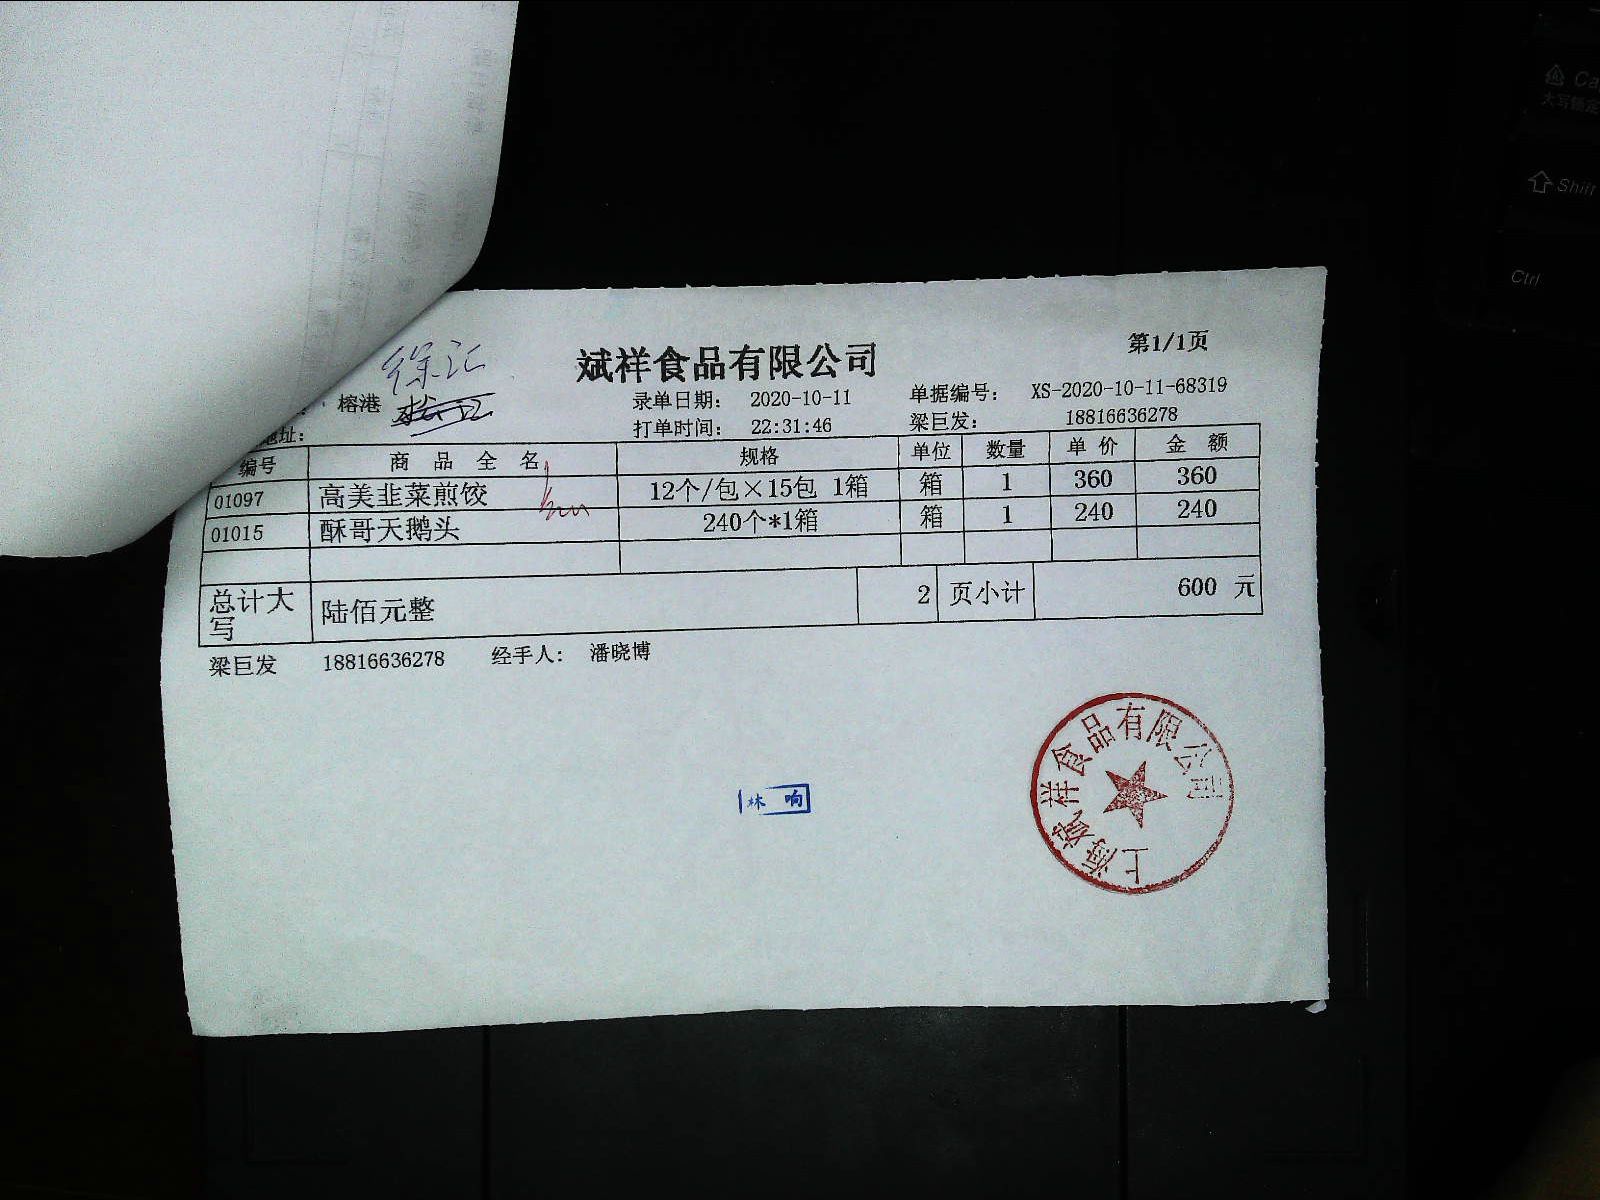 斌祥食品有限公司
第1/1页
徐汇
榕港
录单日期： 2020-10-11
单据编号： XS-2020-10-11-68319
地址：
打单时间： 22:31:46
梁巨发： 18816636278
编号 商品全名 规格 单位 数量 单价 金额
01097 高美韭菜煎饺 12个/包×15包 1箱 箱 1 360 360
01015 酥哥天鹅头 240个*1箱 箱 1 240 240
总计大写 陆佰元整 2 页小计 600 元
梁巨发 18816636278 经手人： 潘晓博
林响
上海斌祥食品有限公司
Shift
Ctrl